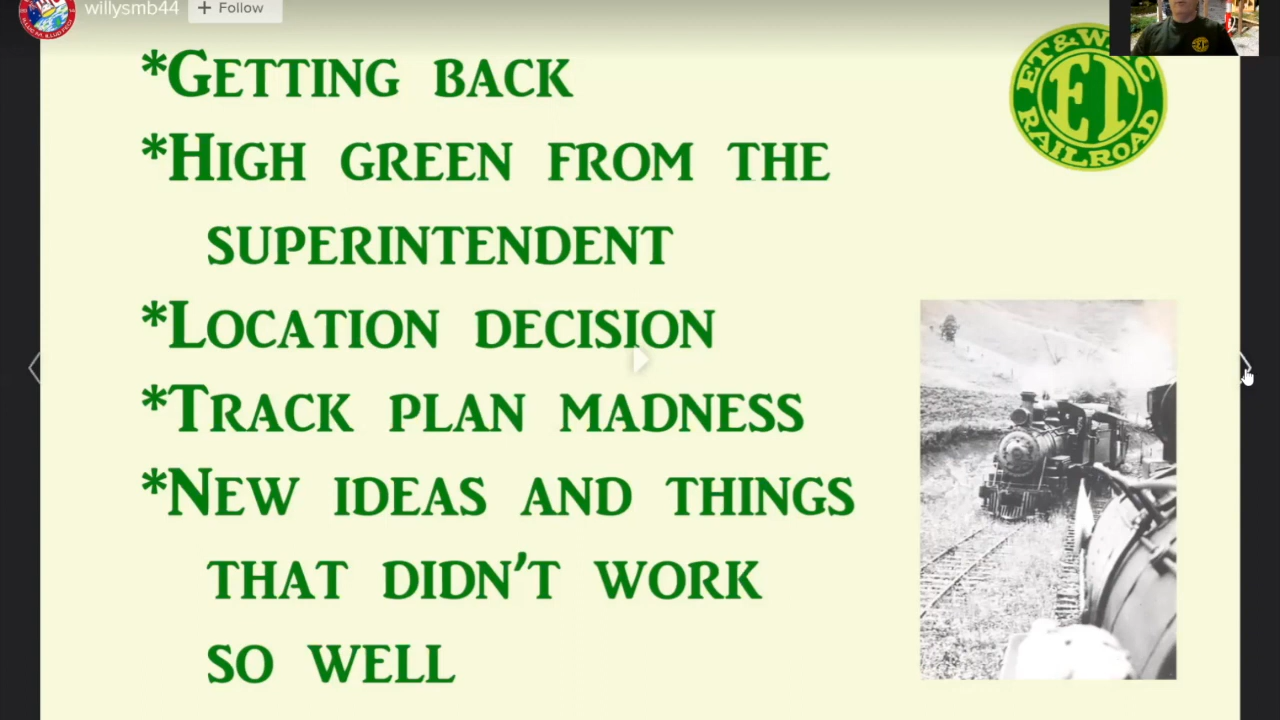 willysmb44
+ Follow
*Getting back
*High green from the
superintendent
*Location decision
*Track plan madness
*New ideas and things
that didn't work
so well
ET&W
ET
RAILROAD